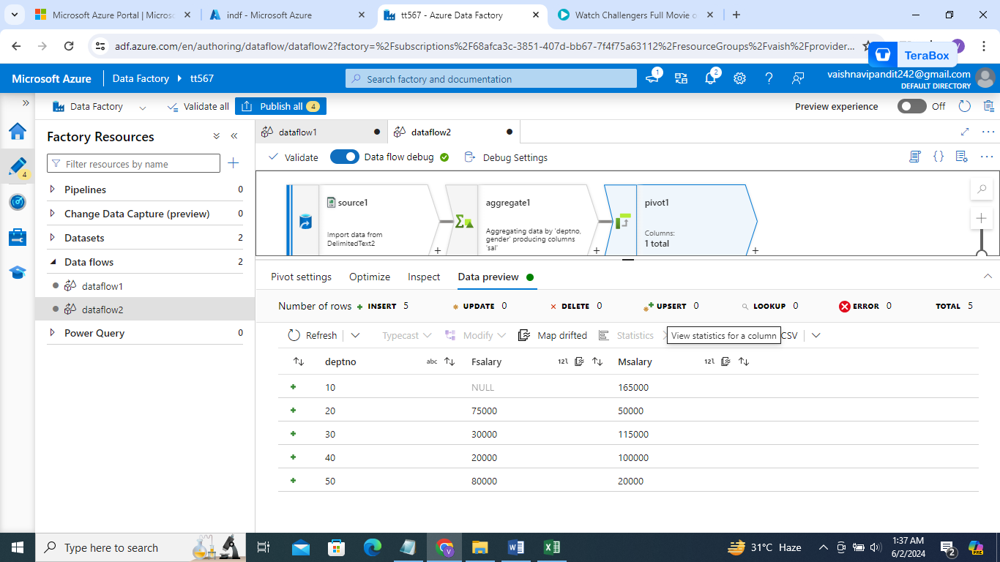 Microsoft Azure Portal | Microso
indf - Microsoft Azure
tt567 - Azure Data Factory
Watch Challengers Full Movie o
adf.azure.com/en/authoring/dataflow/dataflow2?factory=%2Fsubscriptions%2F68afca3c-3851-407d-bb67-7f4f75a63112%2FresourceGroups%2Fvaish%2Fprovider...
V
TeraBox
Microsoft Azure
Data Factory
tt567
Search factory and documentation
1
2
vaishnavipandit242@gmail.com
DEFAULT DIRECTORY
Data Factory
Validate all
Publish all 4
Preview experience
Off
Factory Resources
dataflow1
dataflow2
Filter resources by name
Validate
Data flow debug
Debug Settings
4
Pipelines 0
Change Data Capture (preview) 0
Datasets 2
Data flows 2
dataflow1
dataflow2
Power Query 0
source1
Import data from
DelimitedText2
aggregate1
Aggregating data by 'deptno,
gender' producing columns
'sal'
pivot1
Columns:
1 total
Pivot settings
Optimize
Inspect
Data preview
Number of rows
INSERT 5
UPDATE 0
DELETE 0
UPSERT 0
LOOKUP 0
ERROR 0
TOTAL 5
Refresh
Typecast
Modify
Map drifted
Statistics
View statistics for a column
CSV
deptno abc
Fsalary 12l
Msalary 12l
10 NULL 165000
20 75000 50000
30 30000 115000
40 20000 100000
50 80000 20000
Type here to search
V
31°C Haze
1:37 AM
6/2/2024
2
PRE